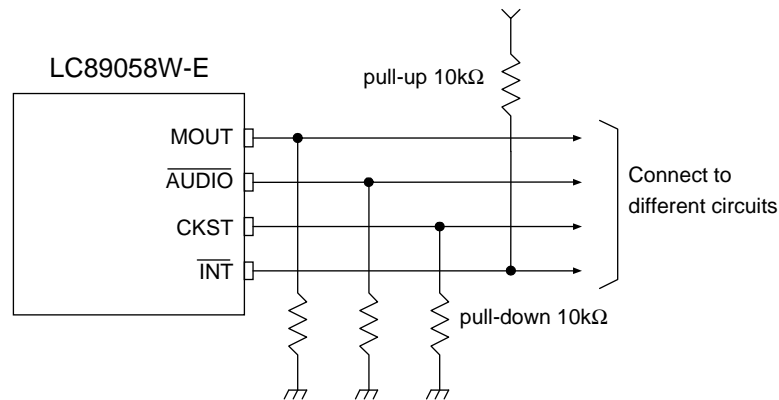 LC89058W-E
pull-up 10kΩ
MOUT
AUDIO
CKST
INT
Connect to
different circuits
pull-down 10kΩ